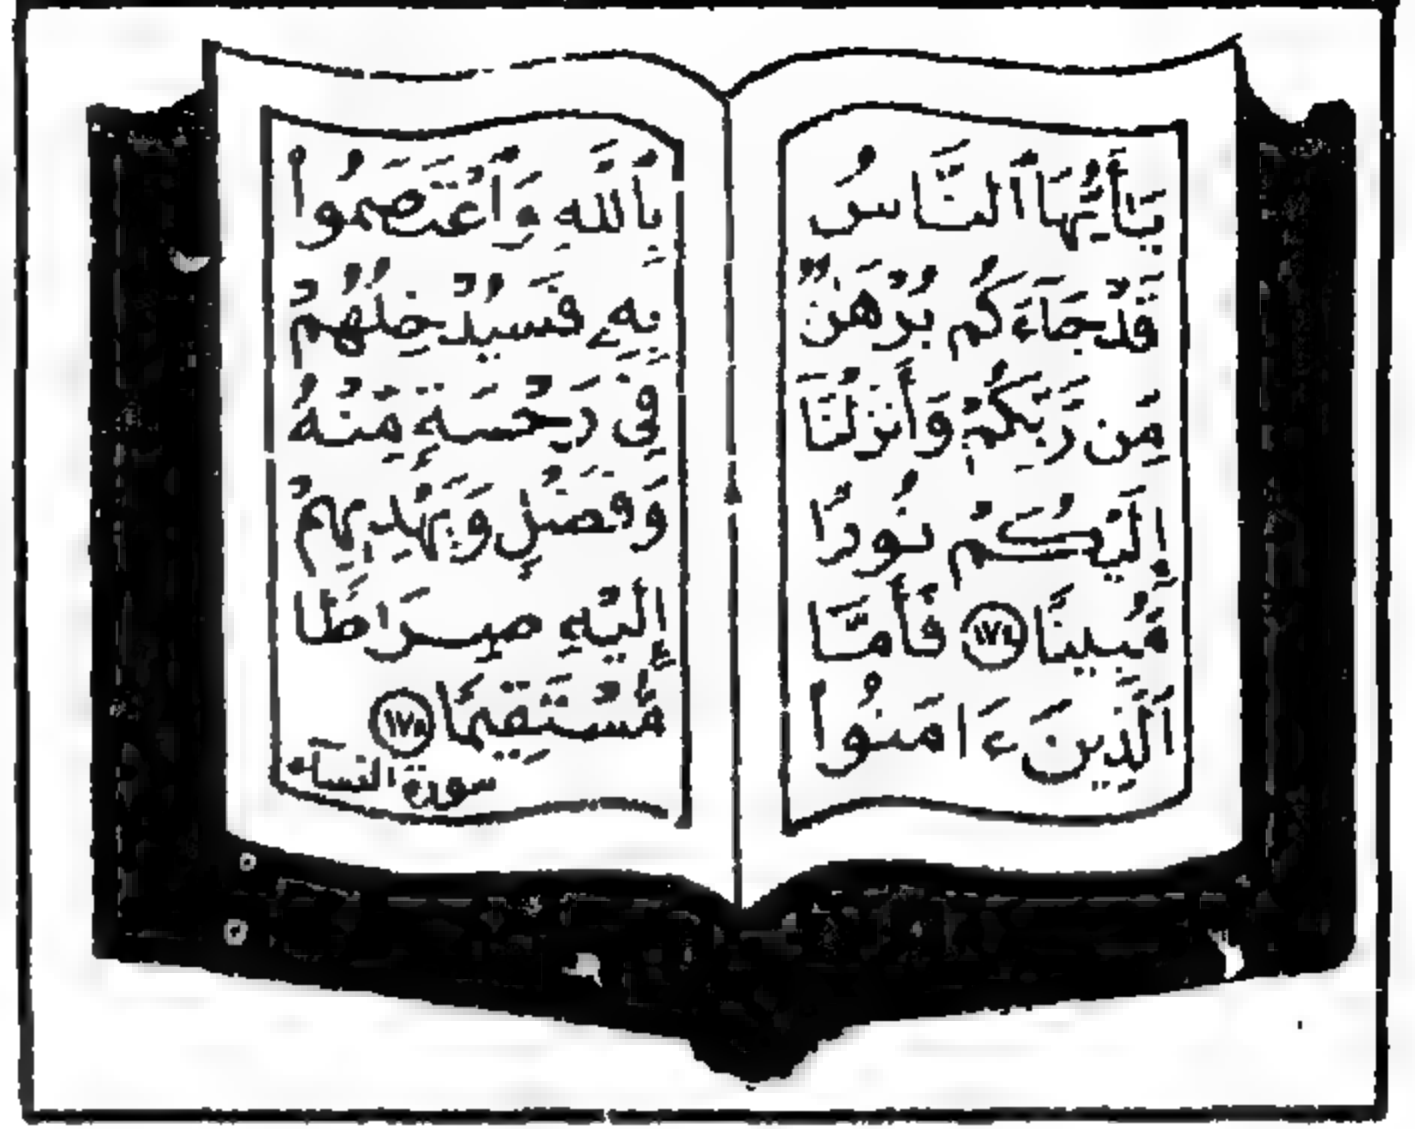 يَٰٓأَيُّهَا ٱلنَّاسُ
قَدْ جَآءَكُم بُرْهَٰنٌ
مِّن رَّبِّكُمْ وَأَنزَلْنَآ
إِلَيْكُمْ نُورًا
مُّبِينًا ١٧٤ فَأَمَّا
ٱلَّذِينَ ءَامَنُوا۟
بِٱللَّهِ وَٱعْتَصَمُوا۟
بِهِۦ فَسَيُدْخِلُهُمْ
فِى رَحْمَةٍ مِّنْهُ
وَفَضْلٍ وَيَهْدِيهِمْ
إِلَيْهِ صِرَٰطًا
مُّسْتَقِيمًا ١٧٥
سورة النساء